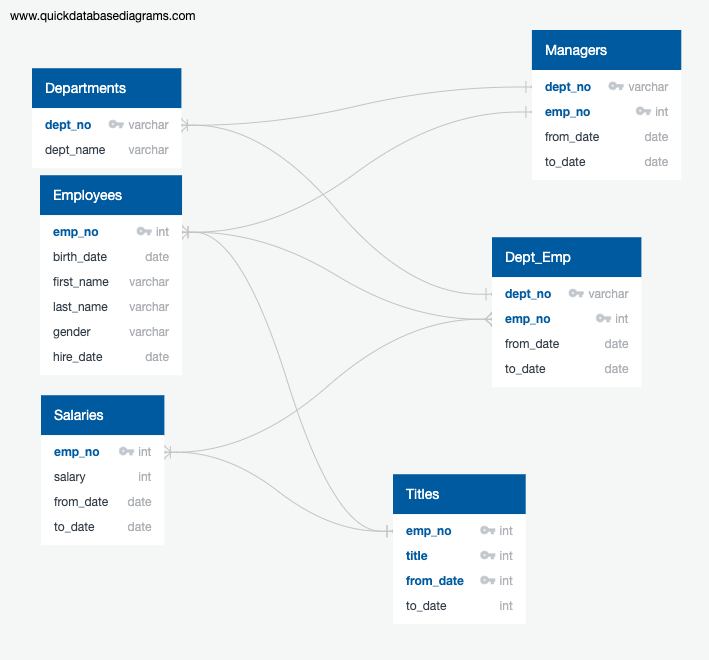 www.quickdatabasediagrams.com
Managers
dept_no varchar
emp_no int
from_date date
to_date date
Departments
dept_no varchar
dept_name varchar
Employees
emp_no int
birth_date date
first_name varchar
last_name varchar
gender varchar
hire_date date
Dept_Emp
dept_no varchar
emp_no int
from_date date
to_date date
Salaries
emp_no int
salary int
from_date date
to_date date
Titles
emp_no int
title int
from_date int
to_date int